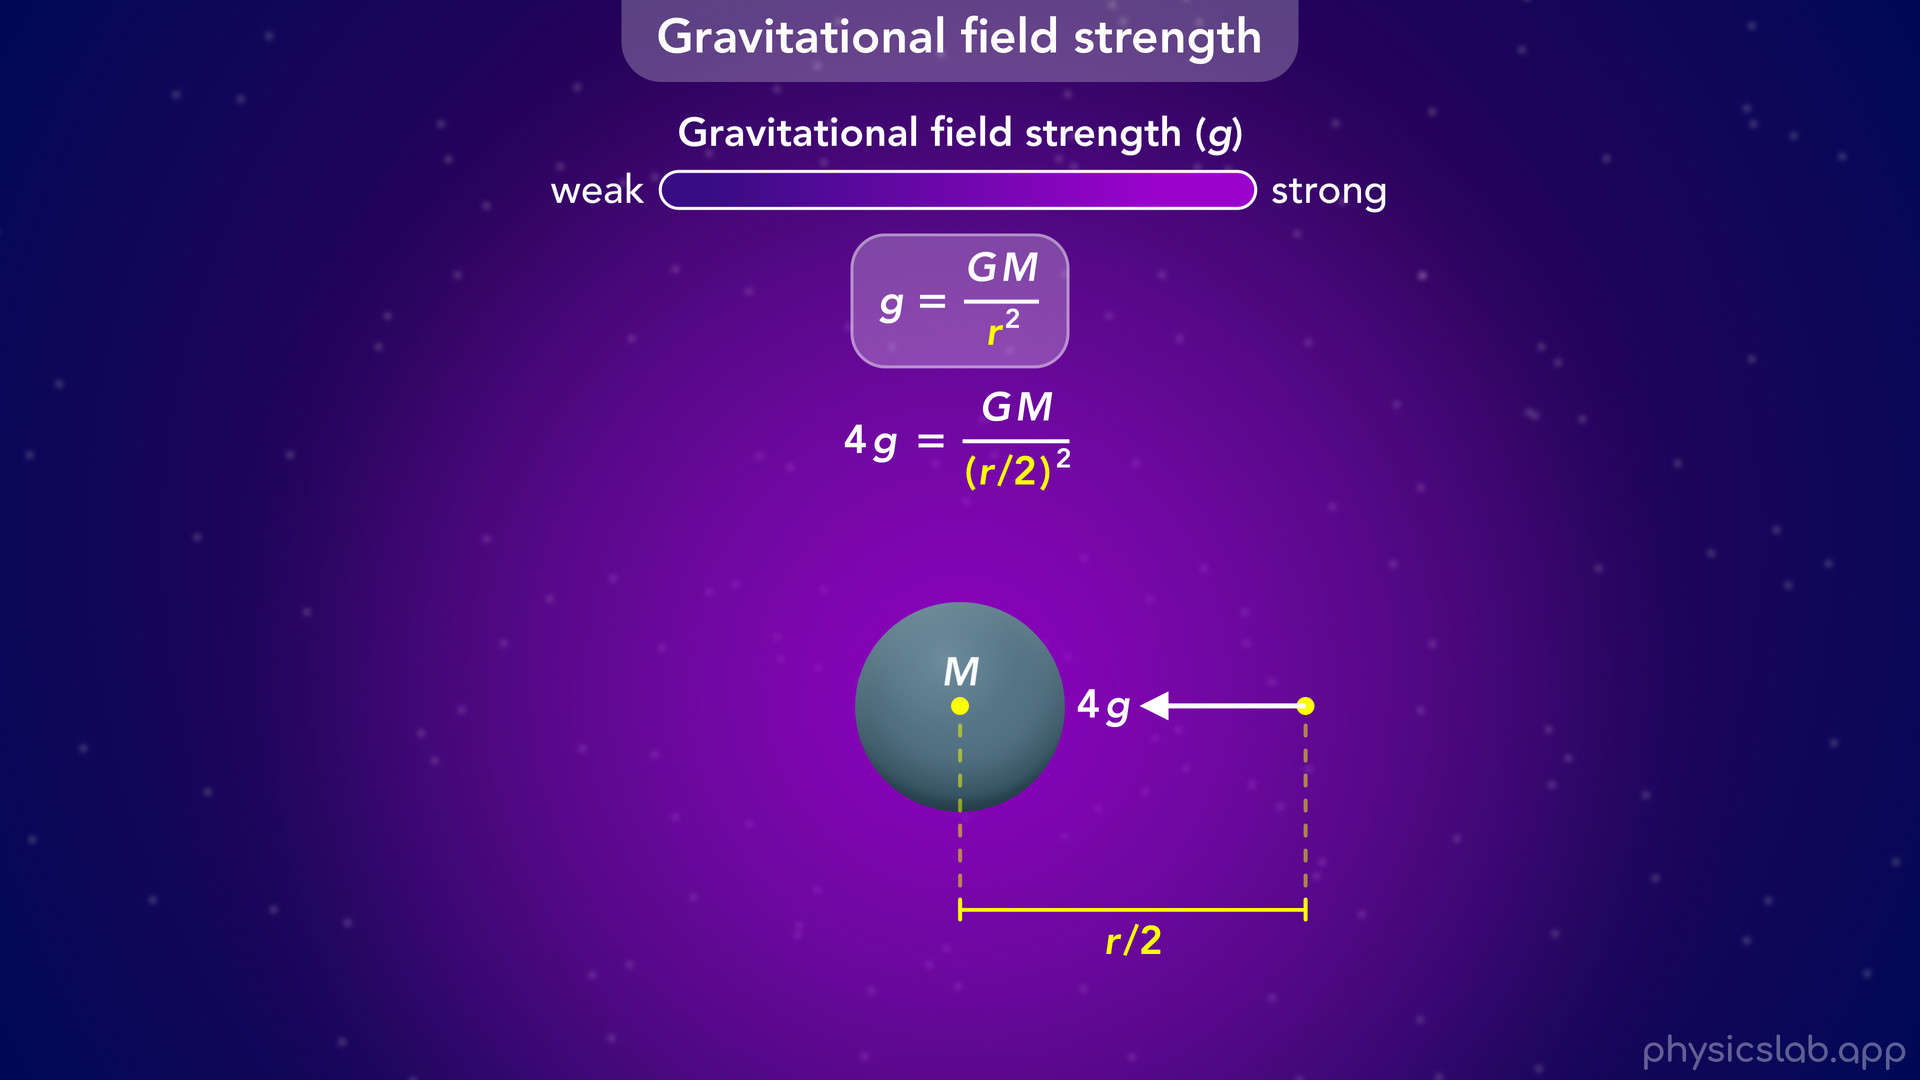 Gravitational field strength
Gravitational field strength (g)
weak strong
g = GM / r²
4g = GM / (r/2)²
M
4g
r/2
physicslab.app